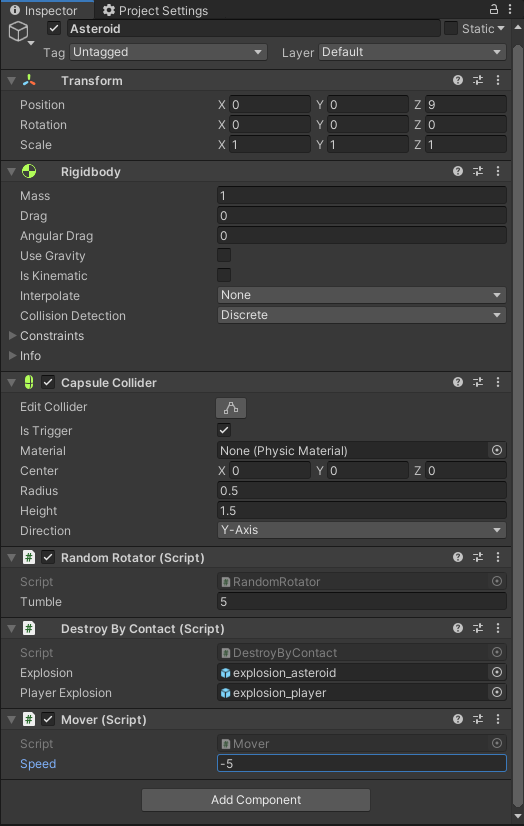 Inspector Project Settings
Asteroid Static
Tag Untagged Layer Default
Transform
Position X 0 Y 0 Z 9
Rotation X 0 Y 0 Z 0
Scale X 1 Y 1 Z 1
Rigidbody
Mass 1
Drag 0
Angular Drag 0
Use Gravity
Is Kinematic
Interpolate None
Collision Detection Discrete
Constraints
Info
Capsule Collider
Edit Collider
Is Trigger
Material None (Physic Material)
Center X 0 Y 0 Z 0
Radius 0.5
Height 1.5
Direction Y-Axis
# Random Rotator (Script)
Script # RandomRotator
Tumble 5
# Destroy By Contact (Script)
Script # DestroyByContact
Explosion explosion_asteroid
Player Explosion explosion_player
# Mover (Script)
Script # Mover
Speed -5
Add Component